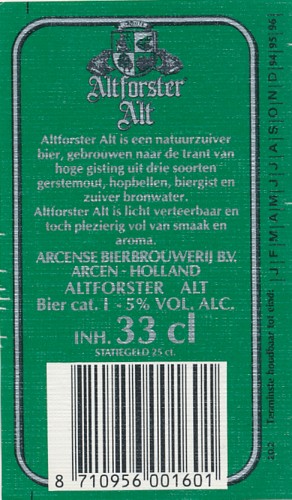 Altforster
Alt
Altforster Alt is een natuurzuiver
bier, gebrouwen naar de trant van
hoge gisting uit drie soorten
gerstemout, hopbellen, biergist en
zuiver bronwater.
Altforster Alt is licht verteerbaar en
toch plezierig vol van smaak en
aroma.
ARCENSE BIERBROUWERIJ B.V.
ARCEN - HOLLAND
ALTFORSTER ALT
Bier cat. I - 5% VOL. ALC.
INH. 33 cl
STATIEGELD 25 ct.
8 710956 001601
20.2 Tenminste houdbaar tot eind: J F M A M J J A S O N D 94 95 96